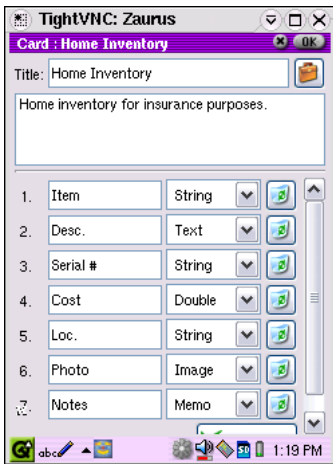 TightVNC: Zaurus
Card : Home Inventory OK
Title: Home Inventory
Home inventory for insurance purposes.
1. Item String
2. Desc. Text
3. Serial # String
4. Cost Double
5. Loc. String
6. Photo Image
7. Notes Memo
abc SD 1:19 PM